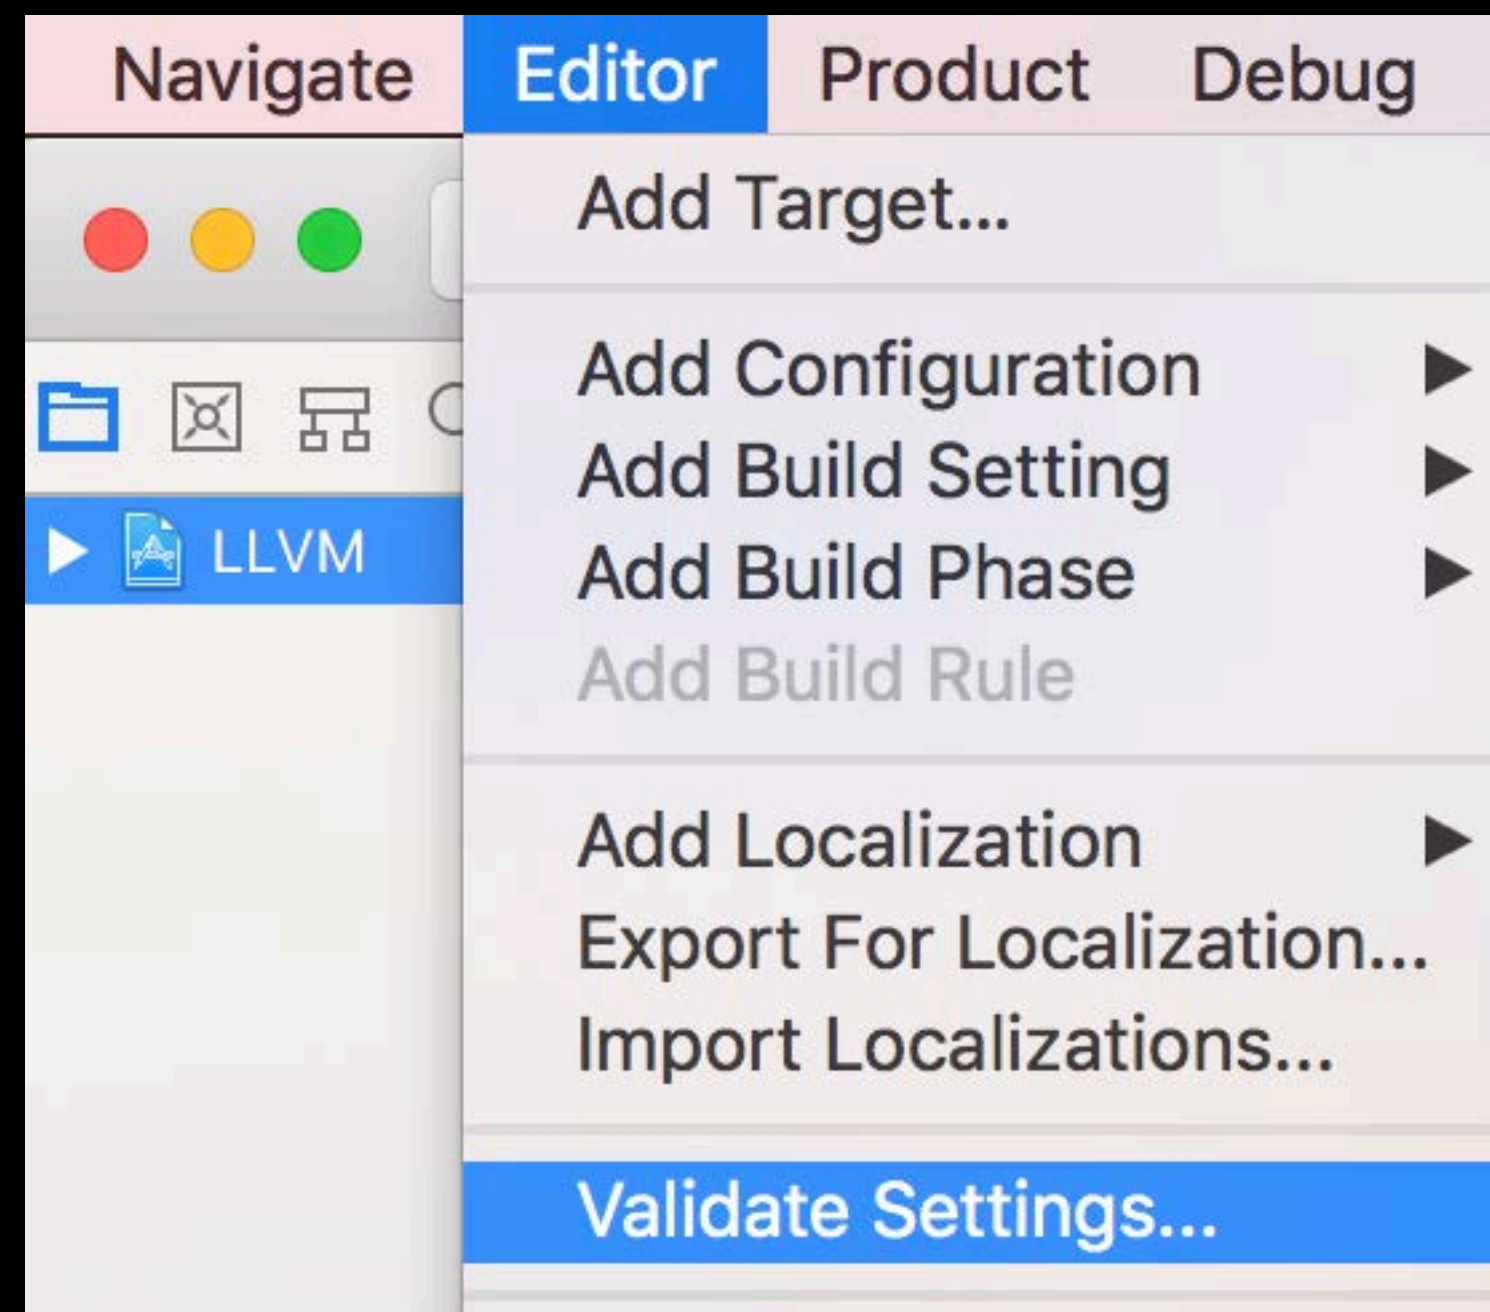 Navigate Editor Product Debug
Add Target...
Add Configuration
Add Build Setting
LLVM
Add Build Phase
Add Build Rule
Add Localization
Export For Localization...
Import Localizations...
Validate Settings...